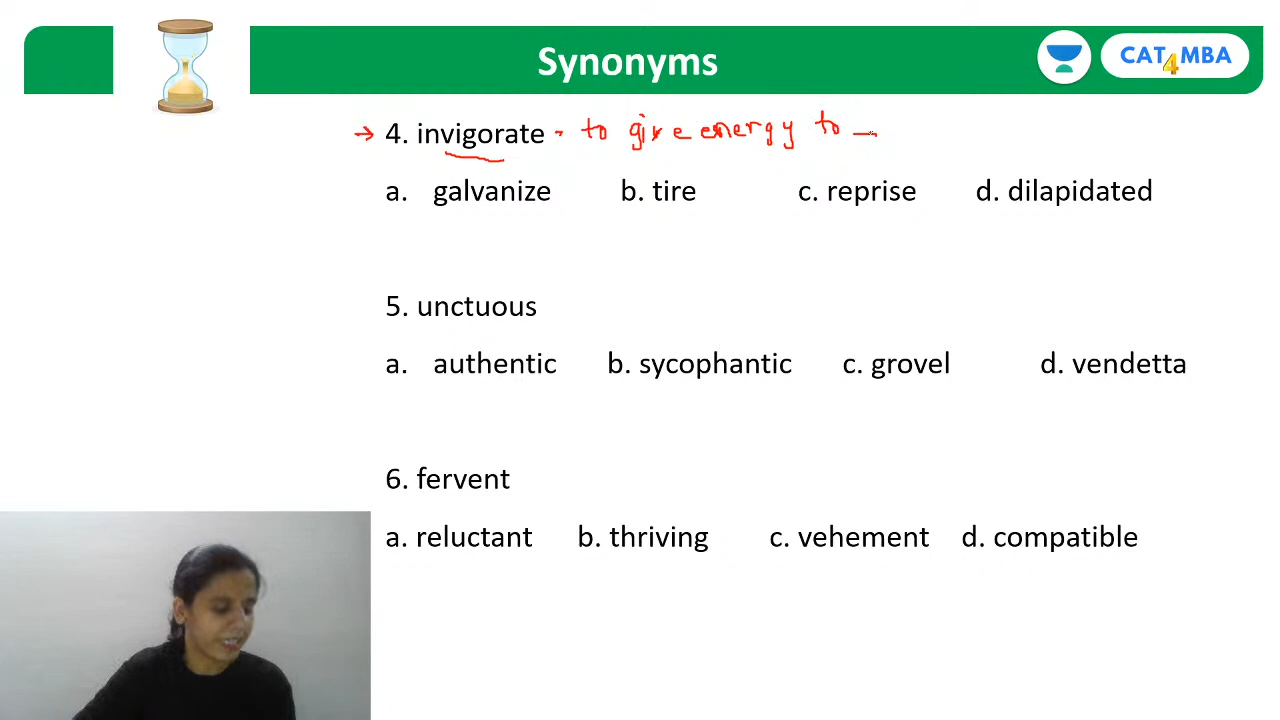 Synonyms
CAT4MBA
→ 4. invigorate - to give energy to —
a. galvanize b. tire c. reprise d. dilapidated
5. unctuous
a. authentic b. sycophantic c. grovel d. vendetta
6. fervent
a. reluctant b. thriving c. vehement d. compatible